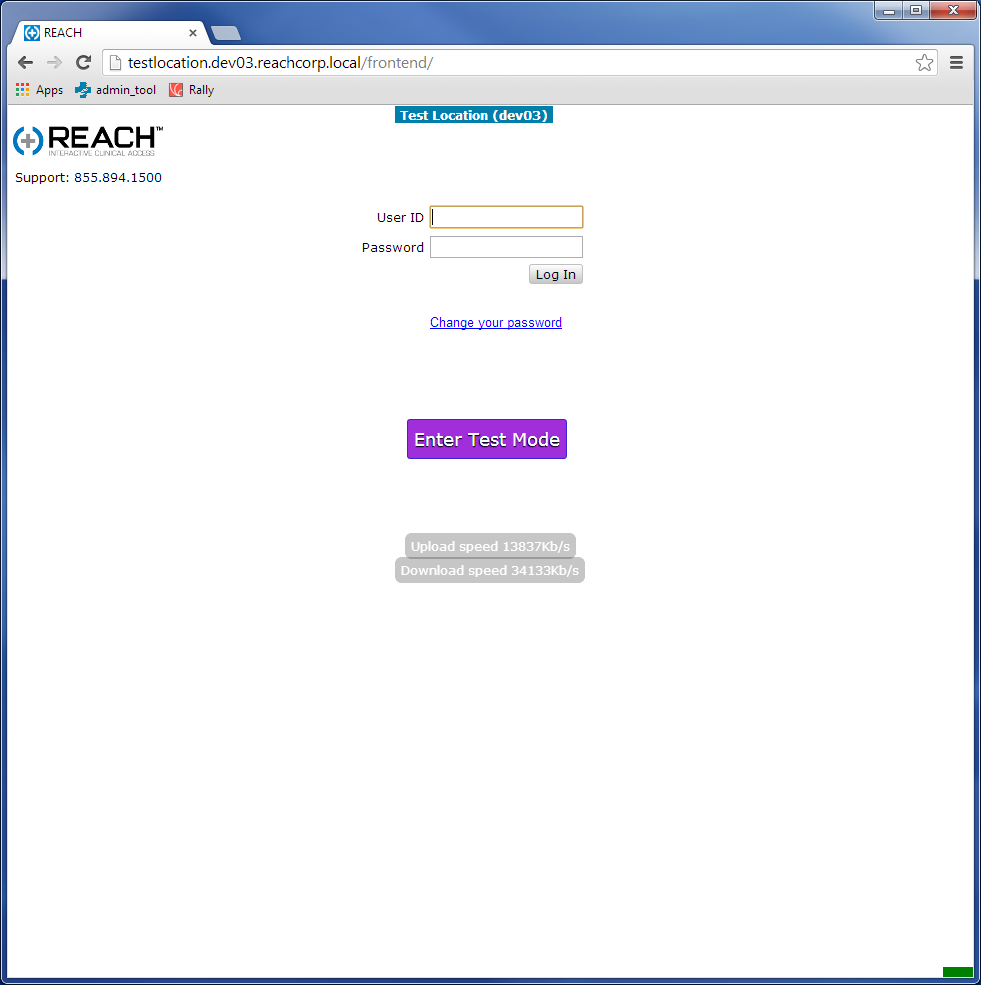 REACH
testlocation.dev03.reachcorp.local/frontend/
Apps admin_tool Rally
Test Location (dev03)
REACH™
INTERACTIVE CLINICAL ACCESS
Support: 855.894.1500
User ID
Password
Log In
Change your password
Enter Test Mode
Upload speed 13837Kb/s
Download speed 34133Kb/s